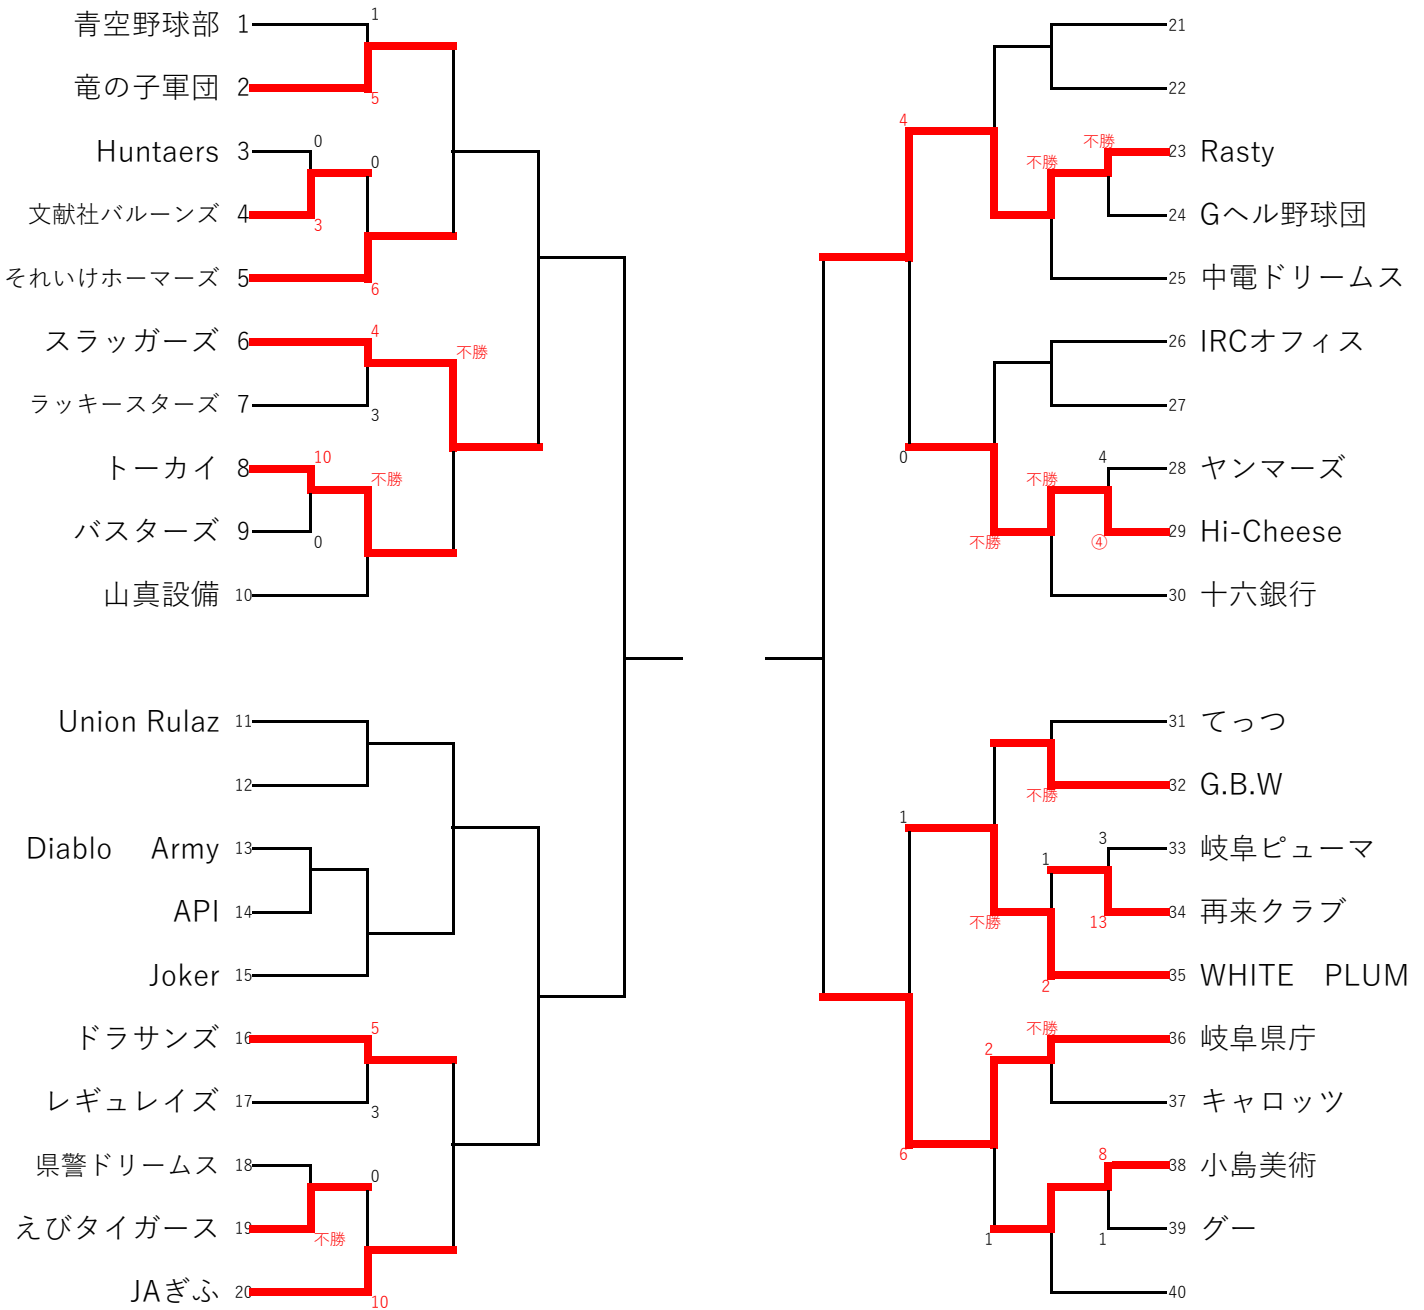 青空野球部 1
1
竜の子軍団 2
5
Huntaers 3
0
0
文献社バルーンズ 4
3
それいけホーマーズ 5
6
スラッガーズ 6
4
不勝
ラッキースターズ 7
3
トーカイ 8
10
不勝
バスターズ 9
0
山真設備 10
Union Rulaz 11
12
Diablo　Army 13
API 14
Joker 15
ドラサンズ 16
5
レギュレイズ 17
3
県警ドリームス 18
0
えびタイガース 19
不勝
JAぎふ 20
10
21
22
4
不勝
不勝
23 Rasty
24 Gヘル野球団
25 中電ドリームス
26 IRCオフィス
27
0
不勝
4
28 ヤンマーズ
不勝
④
29 Hi-Cheese
30 十六銀行
31 てっつ
不勝
32 G.B.W
1
1
3
33 岐阜ピューマ
不勝
13
34 再来クラブ
2
35 WHITE　PLUM
2
不勝
36 岐阜県庁
37 キャロッツ
6
8
38 小島美術
1
1
39 グー
40